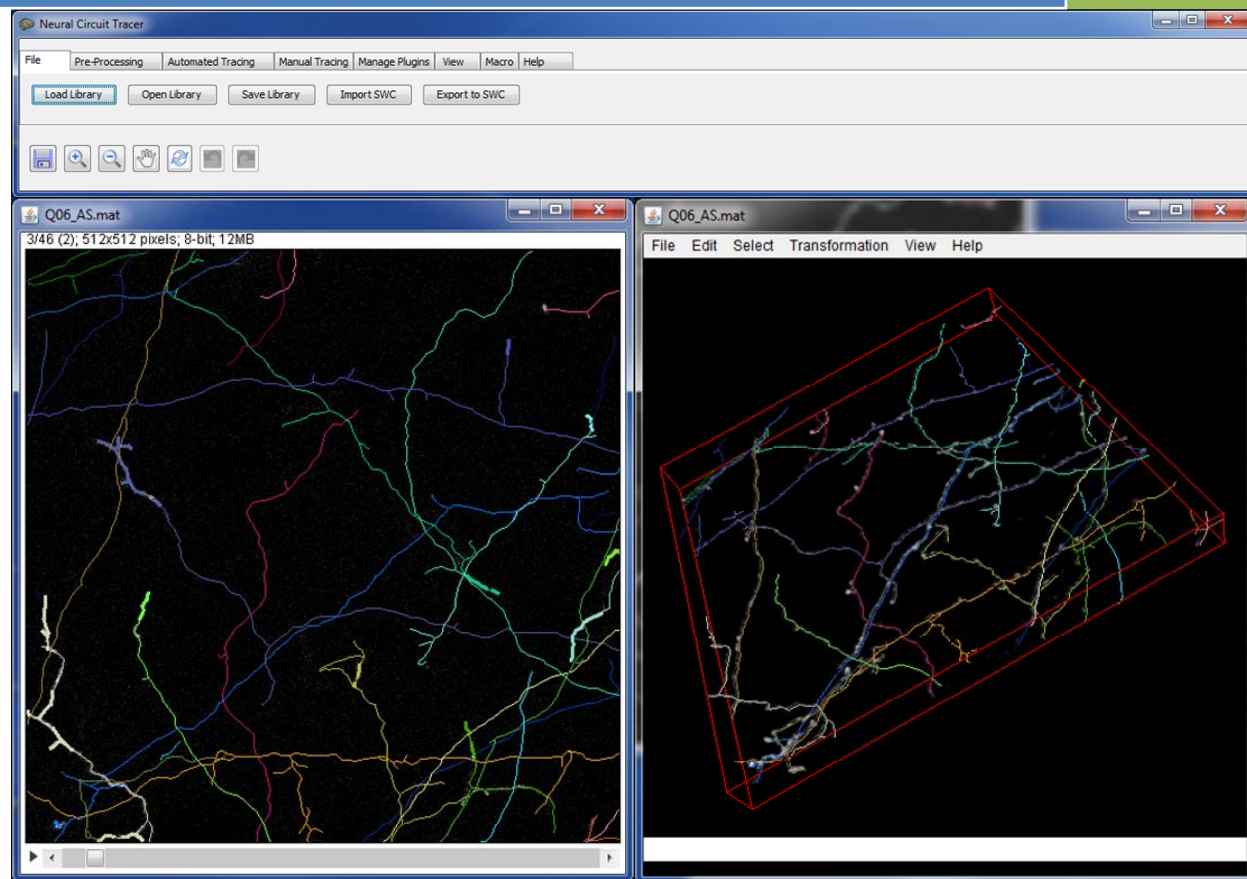 Neural Circuit Tracer
File Pre-Processing Automated Tracing Manual Tracing Manage Plugins View Macro Help
Load Library Open Library Save Library Import SWC Export to SWC
Q06_AS.mat
3/46 (2); 512x512 pixels; 8-bit; 12MB
Q06_AS.mat
File Edit Select Transformation View Help